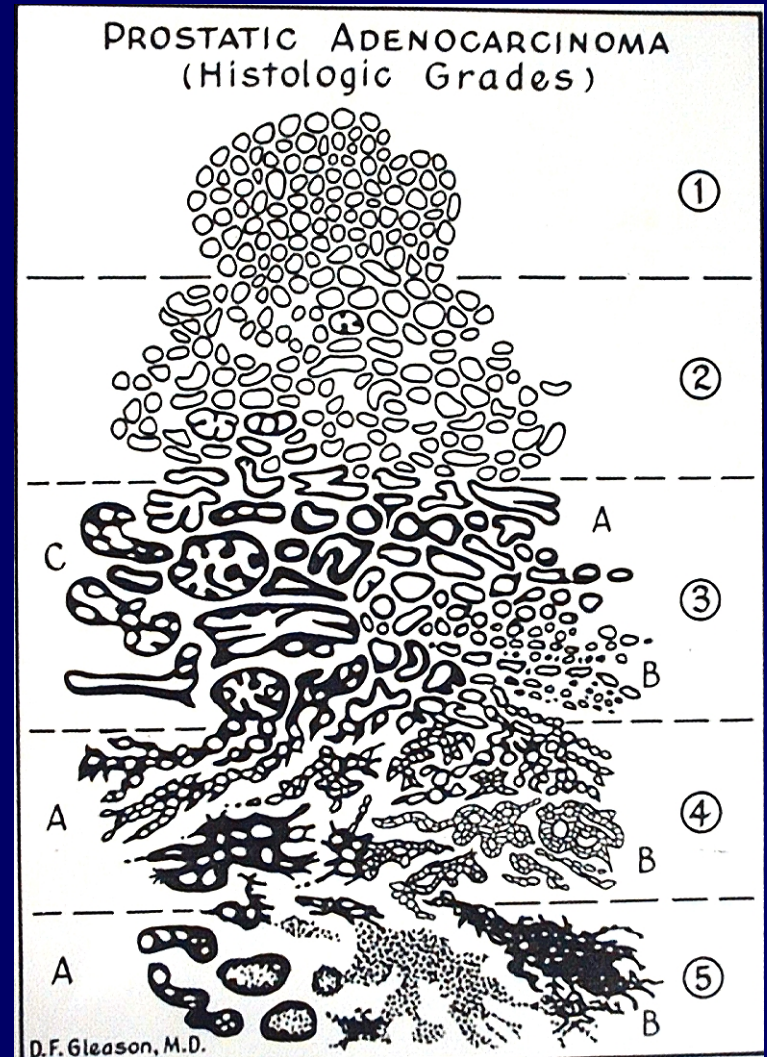 PROSTATIC ADENOCARCINOMA
(Histologic Grades)
1
2
A
C
3
B
A
4
B
A
5
B
D.F. Gleason, M.D.